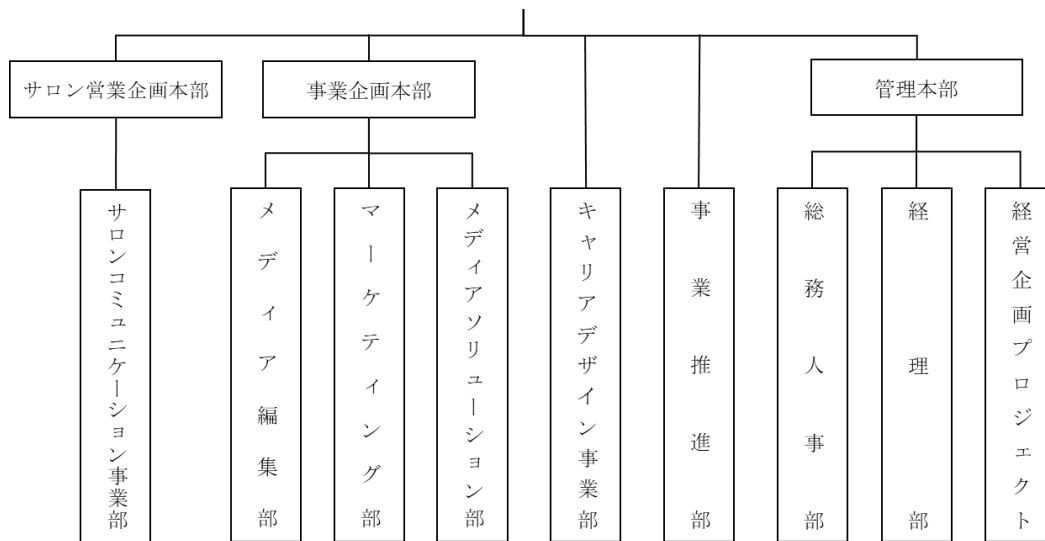 サロン営業企画本部
事業企画本部
管理本部
サロンコミュニケーション事業部
メディア編集部
マーケティング部
メディアソリューション部
キャリアデザイン事業部
事業推進部
総務人事部
経理部
経営企画プロジェクト